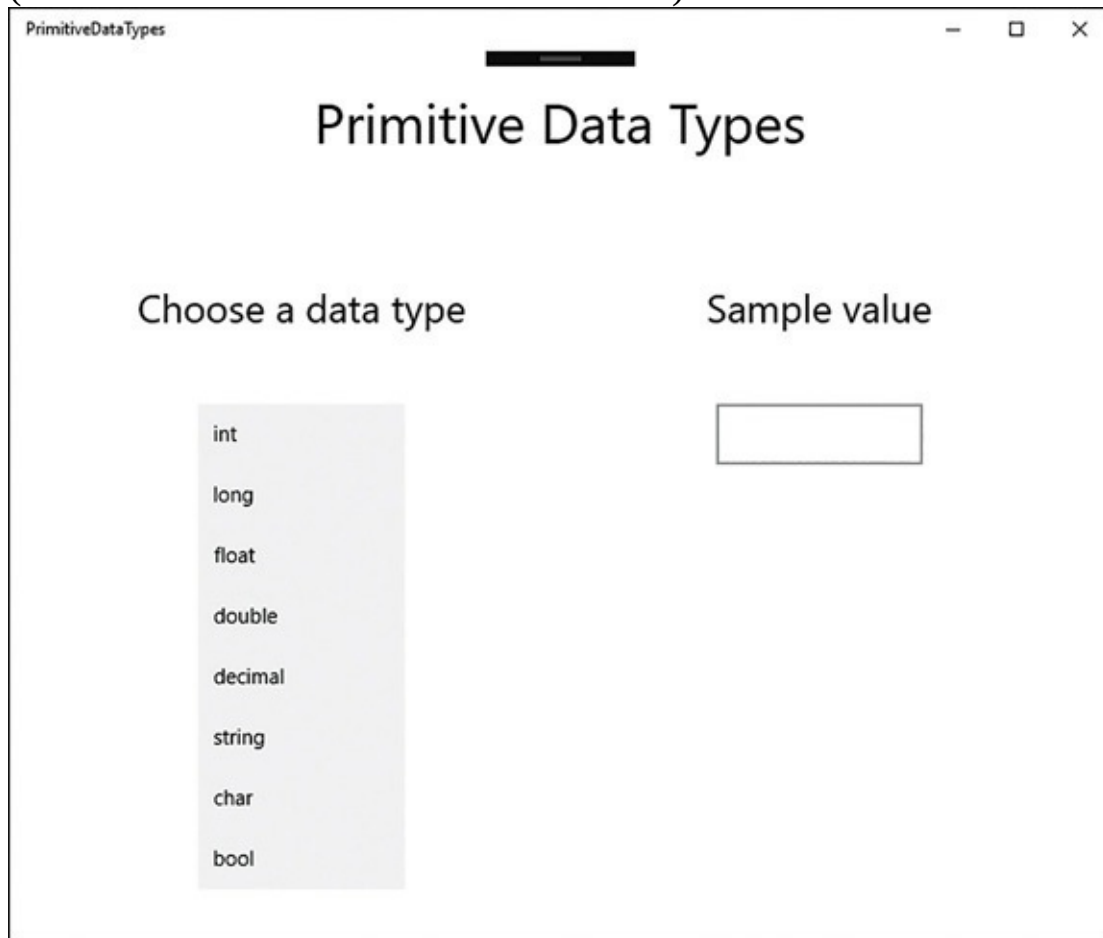 PrimitiveDataTypes
Primitive Data Types
Choose a data type
Sample value
int
long
float
double
decimal
string
char
bool